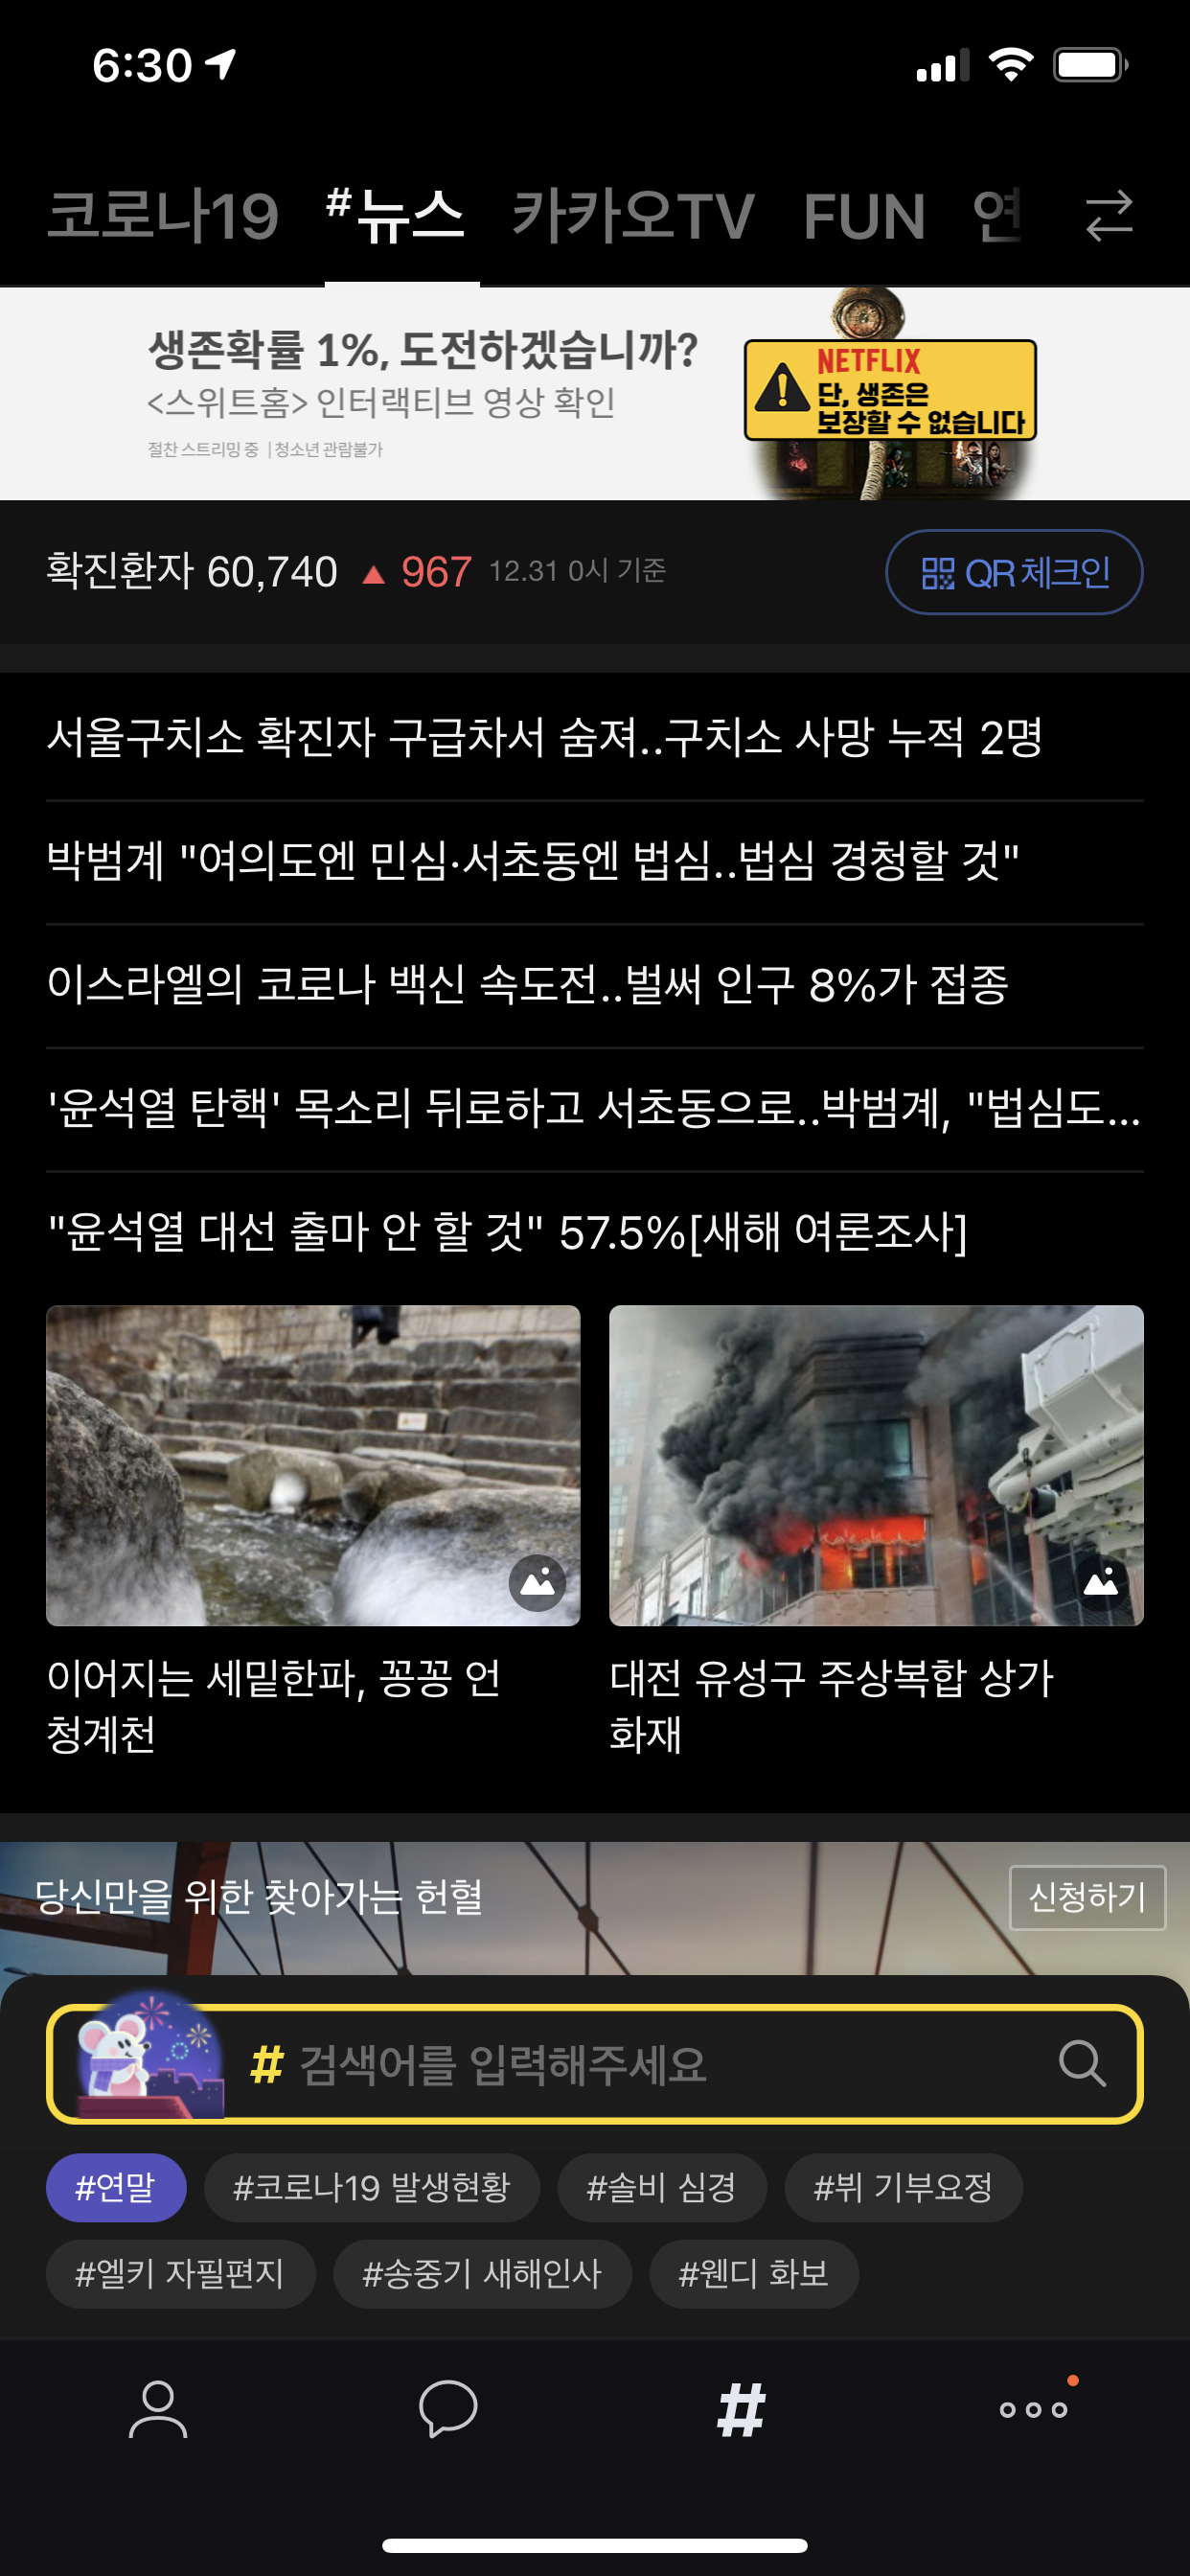 6:30
코로나19 #뉴스 카카오TV FUN 연
생존확률 1%, 도전하겠습니까?
<스위트홈> 인터랙티브 영상 확인
절찬 스트리밍 중 | 청소년 관람불가
NETFLIX
단, 생존은
보장할 수 없습니다
확진환자 60,740 ▲ 967 12.31 0시 기준
QR 체크인
서울구치소 확진자 구급차서 숨져..구치소 사망 누적 2명
박범계 "여의도엔 민심·서초동엔 법심..법심 경청할 것"
이스라엘의 코로나 백신 속도전..벌써 인구 8%가 접종
'윤석열 탄핵' 목소리 뒤로하고 서초동으로..박범계, "법심도...
"윤석열 대선 출마 안 할 것" 57.5%[새해 여론조사]
이어지는 세밑한파, 꽁꽁 언
청계천
대전 유성구 주상복합 상가
화재
당신만을 위한 찾아가는 헌혈
신청하기
# 검색어를 입력해주세요
#연말 #코로나19 발생현황 #솔비 심경 #뷔 기부요정
#엘키 자필편지 #송중기 새해인사 #웬디 화보
#